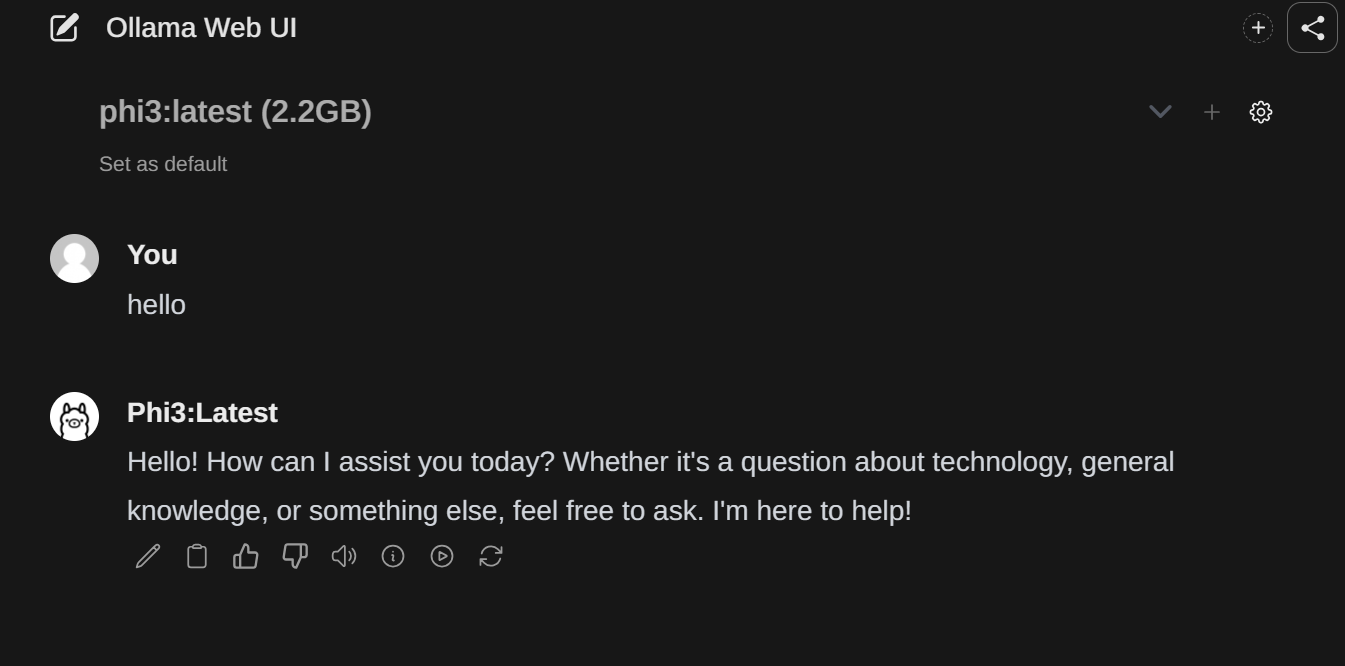 Ollama Web UI
phi3:latest (2.2GB)
Set as default
You
hello
Phi3:Latest
Hello! How can I assist you today? Whether it's a question about technology, general
knowledge, or something else, feel free to ask. I'm here to help!